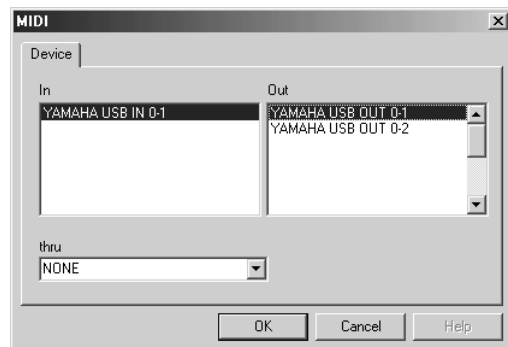 MIDI
Device
In
Out
YAMAHA USB IN 0-1
YAMAHA USB OUT 0-1
YAMAHA USB OUT 0-2
thru
NONE
OK
Cancel
Help